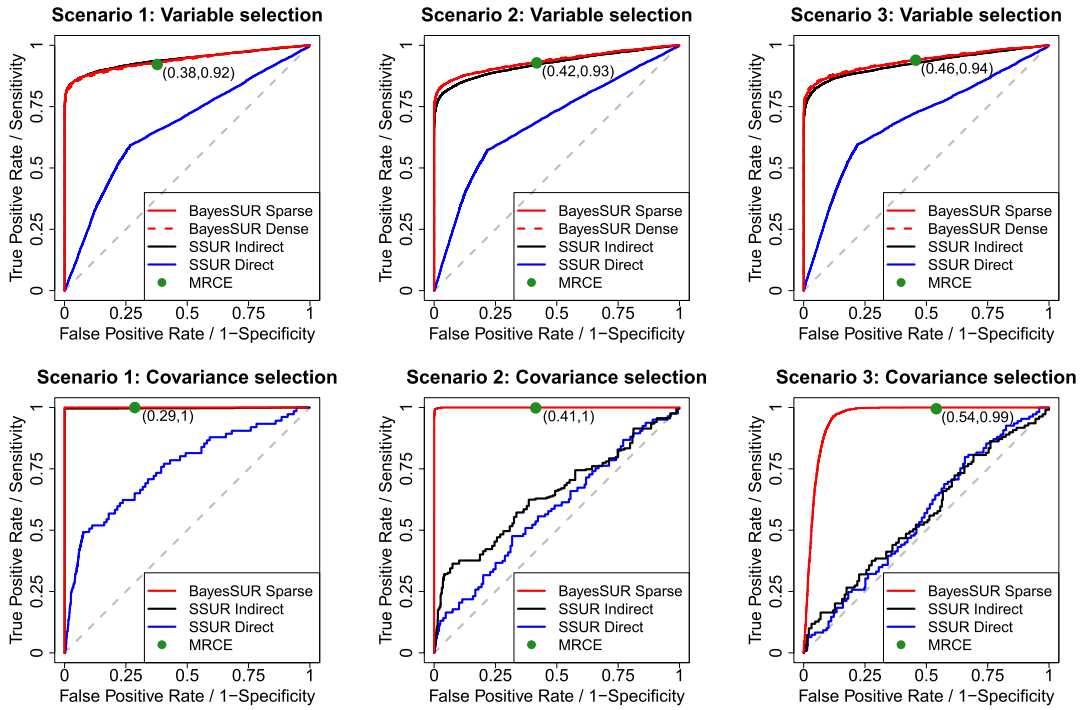 Scenario 1: Variable selection
True Positive Rate / Sensitivity
0 0.25 0.5 0.75 1
(0.38,0.92)
BayesSUR Sparse
BayesSUR Dense
SSUR Indirect
SSUR Direct
MRCE
0 0.25 0.5 0.75 1
False Positive Rate / 1−Specificity
Scenario 2: Variable selection
True Positive Rate / Sensitivity
0 0.25 0.5 0.75 1
(0.42,0.93)
BayesSUR Sparse
BayesSUR Dense
SSUR Indirect
SSUR Direct
MRCE
0 0.25 0.5 0.75 1
False Positive Rate / 1−Specificity
Scenario 3: Variable selection
True Positive Rate / Sensitivity
0 0.25 0.5 0.75 1
(0.46,0.94)
BayesSUR Sparse
BayesSUR Dense
SSUR Indirect
SSUR Direct
MRCE
0 0.25 0.5 0.75 1
False Positive Rate / 1−Specificity
Scenario 1: Covariance selection
True Positive Rate / Sensitivity
0 0.25 0.5 0.75 1
(0.29,1)
BayesSUR Sparse
SSUR Indirect
SSUR Direct
MRCE
0 0.25 0.5 0.75 1
False Positive Rate / 1−Specificity
Scenario 2: Covariance selection
True Positive Rate / Sensitivity
0 0.25 0.5 0.75 1
(0.41,1)
BayesSUR Sparse
SSUR Indirect
SSUR Direct
MRCE
0 0.25 0.5 0.75 1
False Positive Rate / 1−Specificity
Scenario 3: Covariance selection
True Positive Rate / Sensitivity
0 0.25 0.5 0.75 1
(0.54,0.99)
BayesSUR Sparse
SSUR Indirect
SSUR Direct
MRCE
0 0.25 0.5 0.75 1
False Positive Rate / 1−Specificity